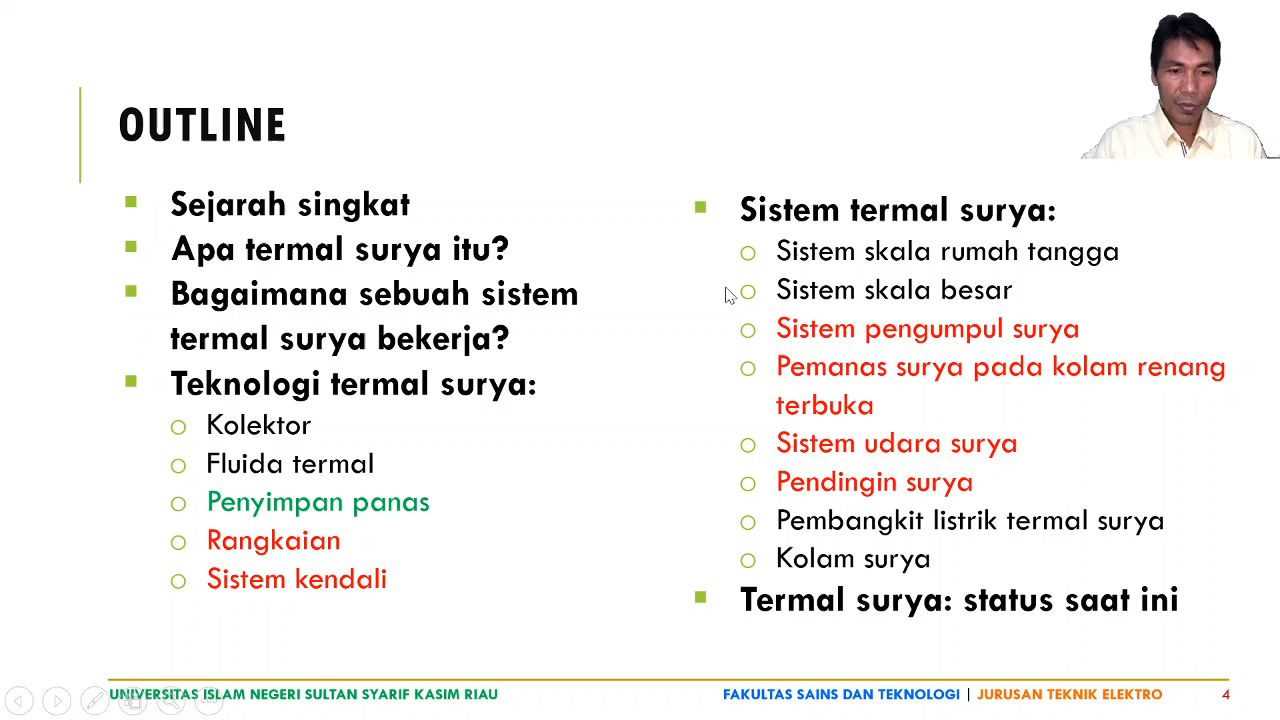 OUTLINE
Sejarah singkat
Apa termal surya itu?
Bagaimana sebuah sistem
termal surya bekerja?
Teknologi termal surya:
Kolektor
Fluida termal
Penyimpan panas
Rangkaian
Sistem kendali
Sistem termal surya:
Sistem skala rumah tangga
Sistem skala besar
Sistem pengumpul surya
Pemanas surya pada kolam renang
terbuka
Sistem udara surya
Pendingin surya
Pembangkit listrik termal surya
Kolam surya
Termal surya: status saat ini
UNIVERSITAS ISLAM NEGERI SULTAN SYARIF KASIM RIAU
FAKULTAS SAINS DAN TEKNOLOGI | JURUSAN TEKNIK ELEKTRO
4